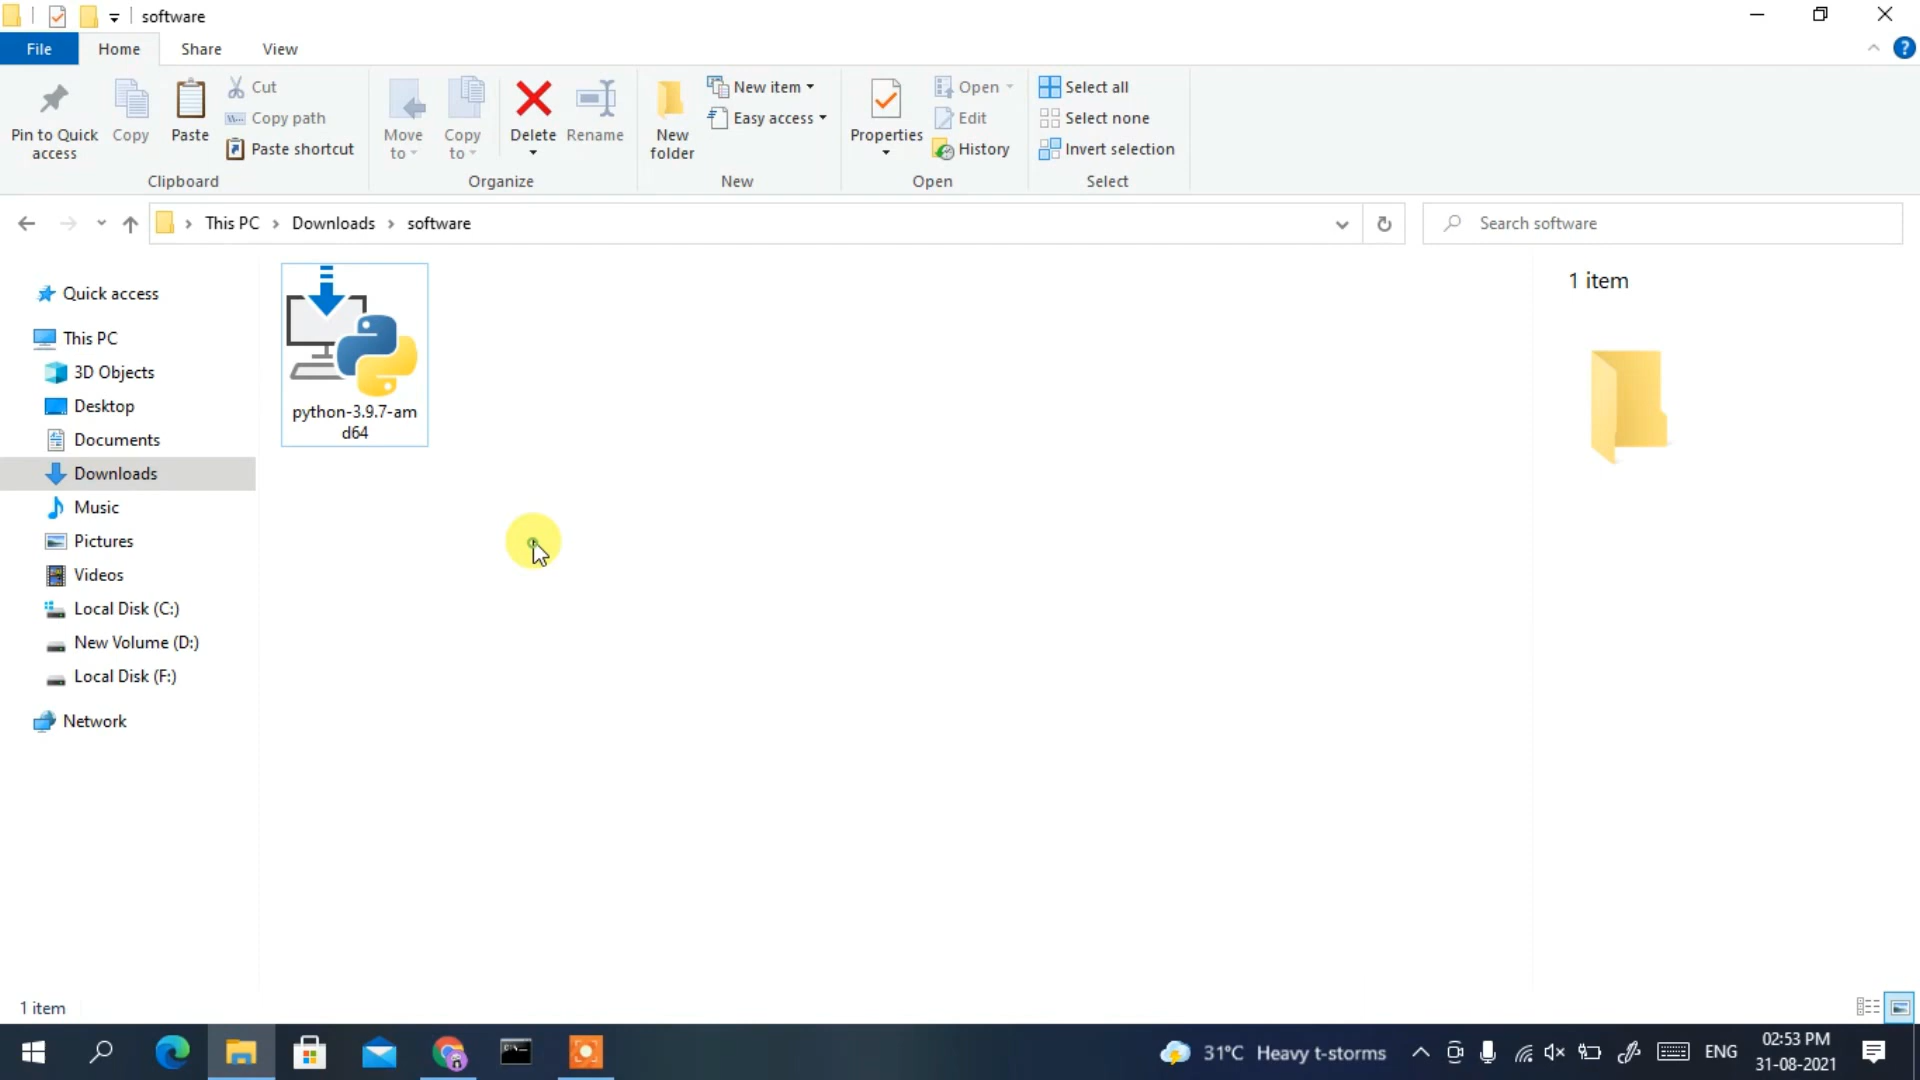 software
File Home Share View
Pin to Quick access
Copy
Paste
Cut
Copy path
Paste shortcut
Clipboard
Move to
Copy to
Delete
Rename
Organize
New folder
New item
Easy access
New
Properties
Open
Edit
History
Open
Select all
Select none
Invert selection
Select
This PC > Downloads > software
Search software
Quick access
This PC
3D Objects
Desktop
Documents
Downloads
Music
Pictures
Videos
Local Disk (C:)
New Volume (D:)
Local Disk (F:)
Network
python-3.9.7-am
d64
1 item
1 item
31°C Heavy t-storms
ENG
02:53 PM
31-08-2021